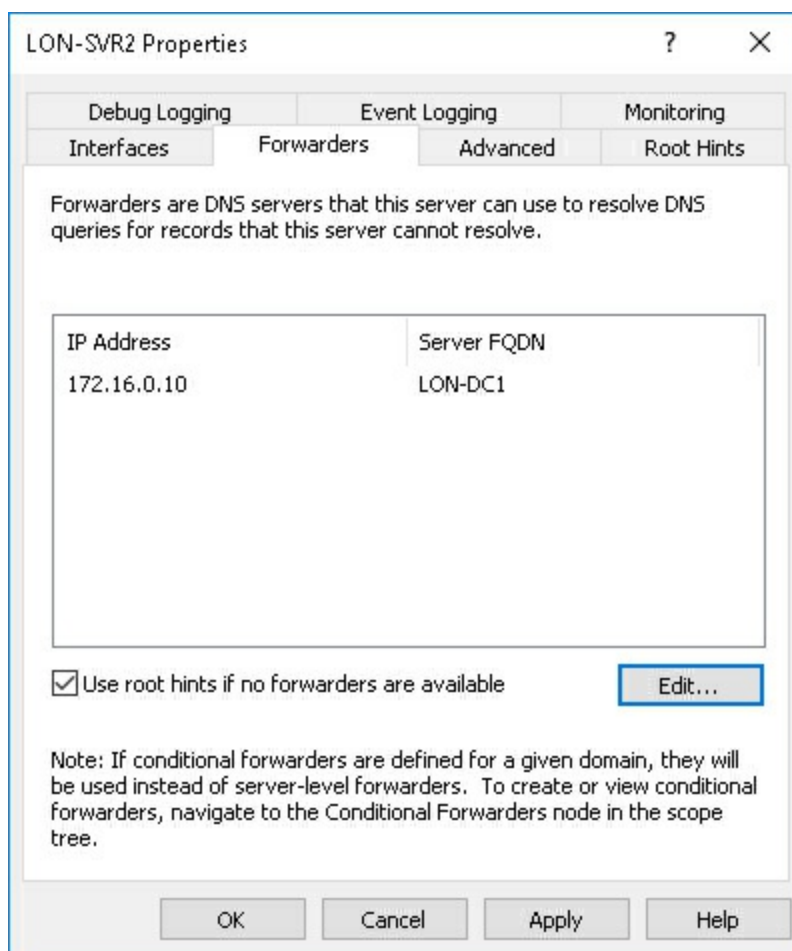 LON-SVR2 Properties
?
Debug Logging
Event Logging
Monitoring
Interfaces
Forwarders
Advanced
Root Hints
Forwarders are DNS servers that this server can use to resolve DNS
queries for records that this server cannot resolve.
IP Address
Server FQDN
172.16.0.10
LON-DC1
Use root hints if no forwarders are available
Edit...
Note: If conditional forwarders are defined for a given domain, they will
be used instead of server-level forwarders.  To create or view conditional
forwarders, navigate to the Conditional Forwarders node in the scope
tree.
OK
Cancel
Apply
Help